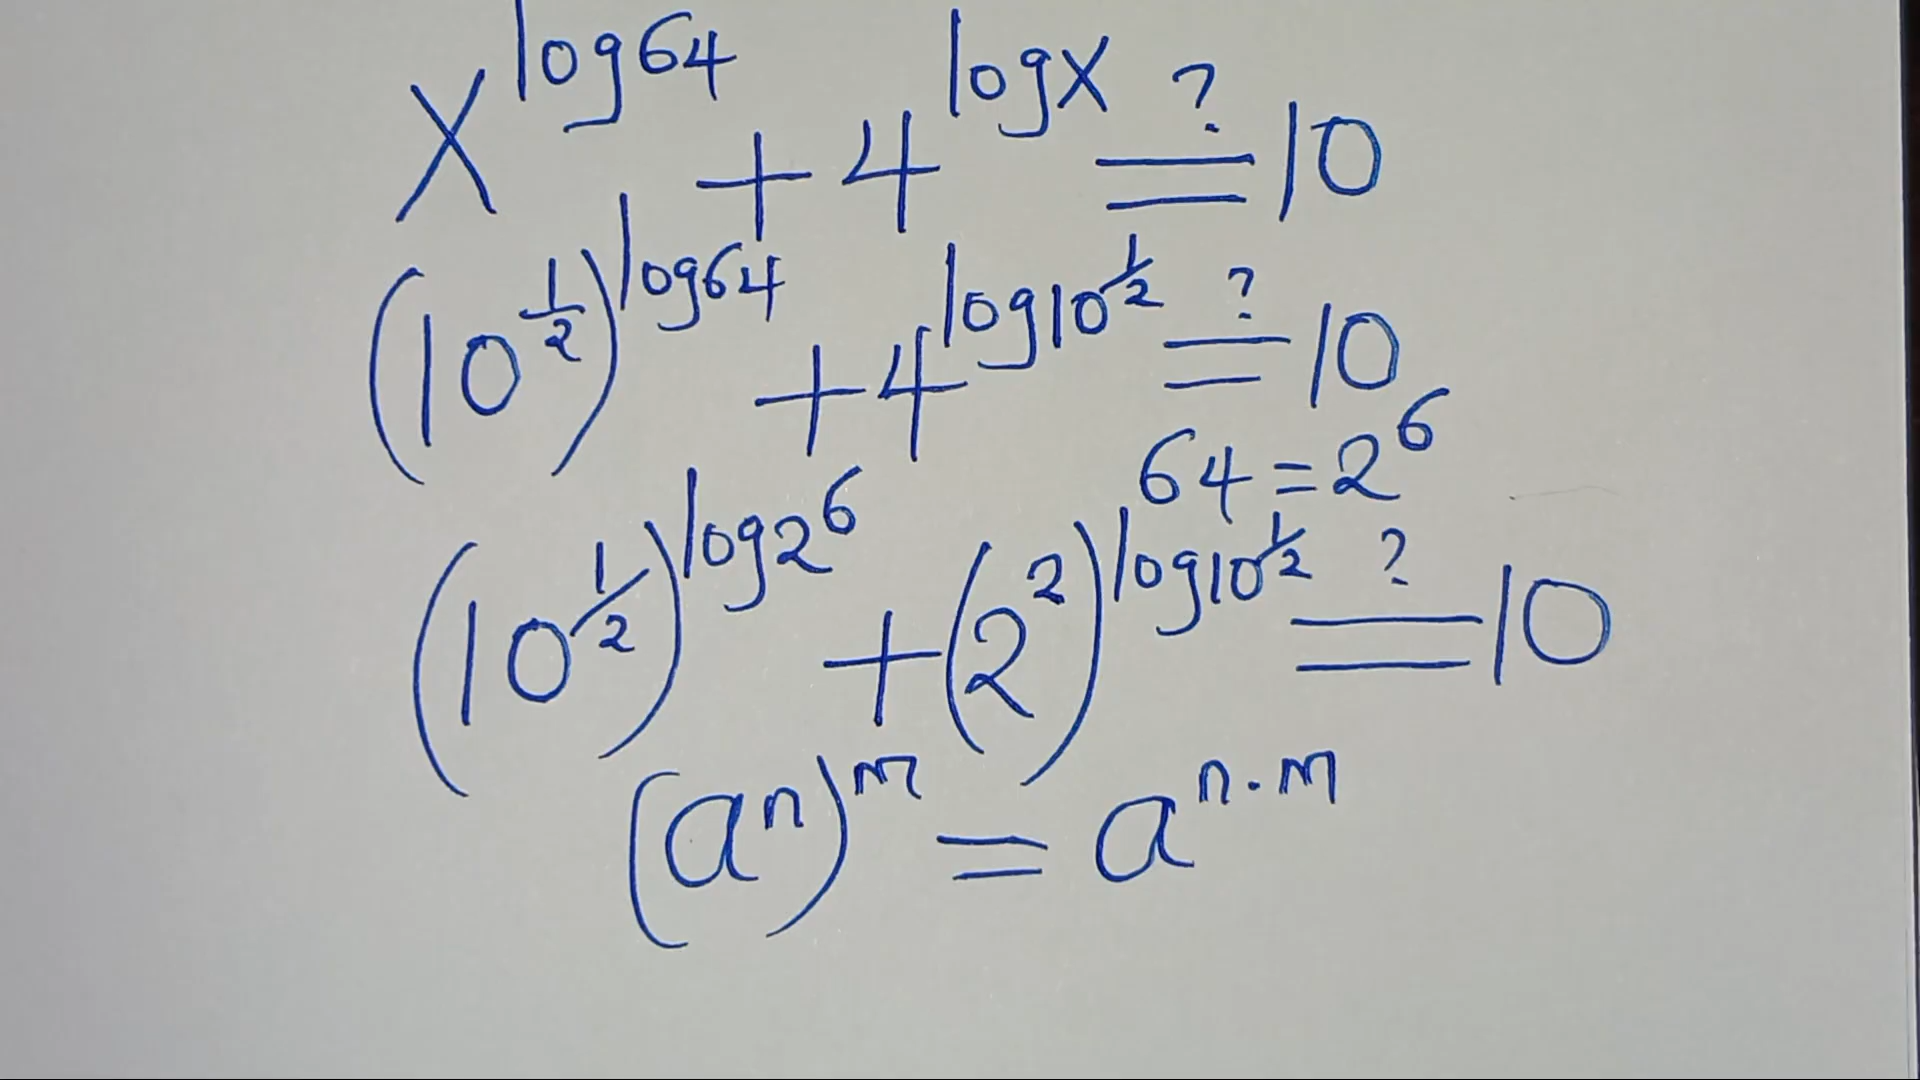 x^log64 + 4^logx ?= 10
(10^½)^log64 + 4^log10^½ ?= 10
64 = 2^6
(10^½)^log2^6 + (2^2)^log10^½ ?= 10
(a^n)^m = a^n·m